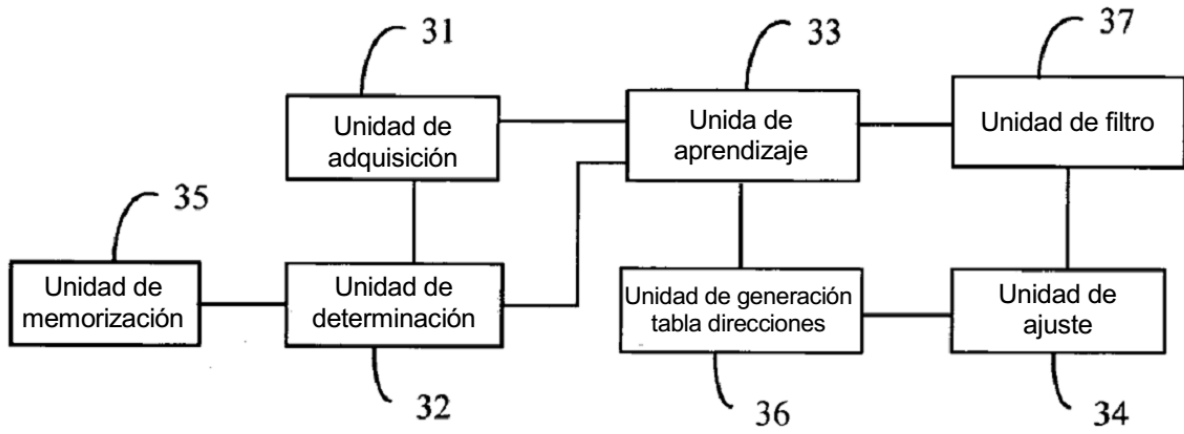 31
33
37
Unidad de
adquisición
Unida de
aprendizaje
Unidad de filtro
35
Unidad de
memorización
Unidad de
determinación
Unidad de generación
tabla direcciones
Unidad de
ajuste
32
36
34